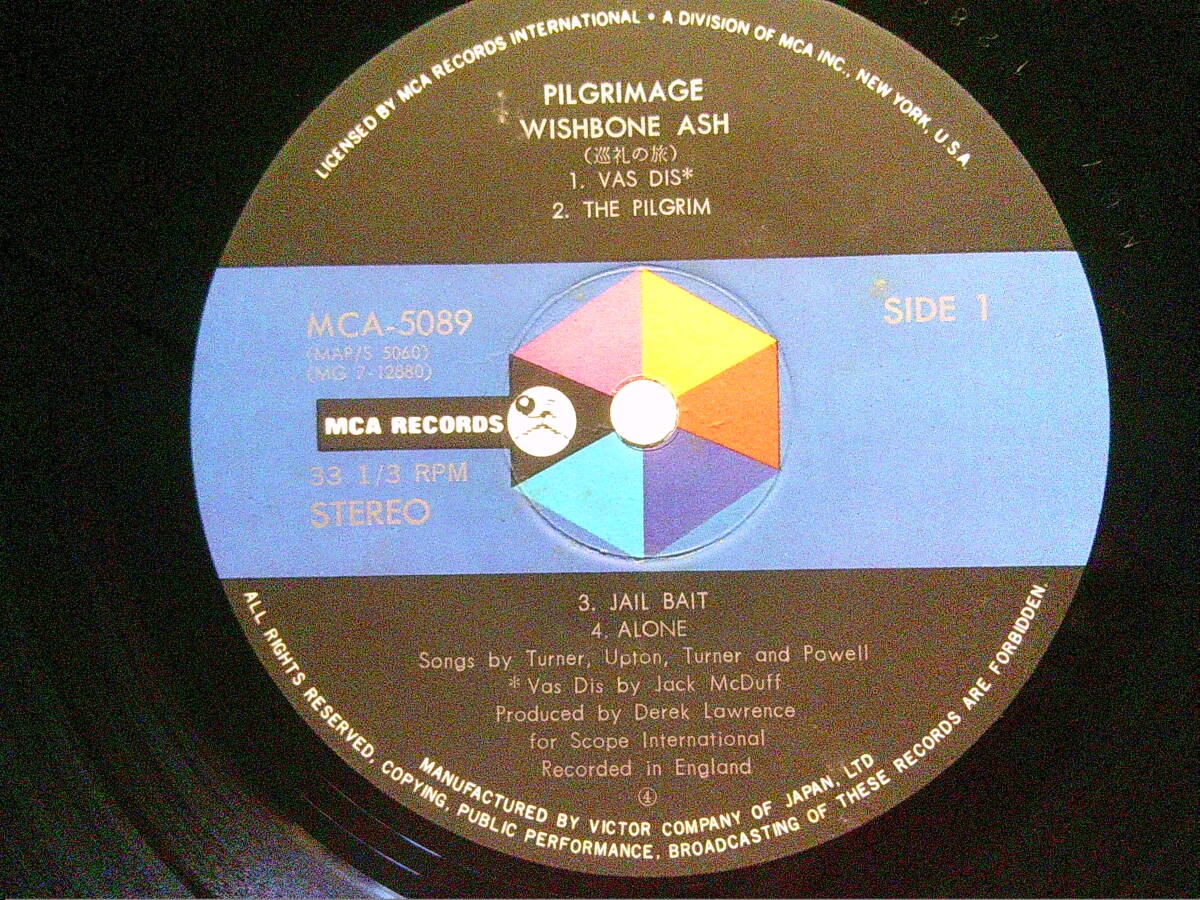 LICENSED BY MCA RECORDS INTERNATIONAL • A DIVISION OF MCA INC., NEW YORK, U.S.A.
PILGRIMAGE
WISHBONE ASH
(巡礼の旅)
1. VAS DIS*
2. THE PILGRIM
MCA-5089
(MAP/S 5060)
(MG 7-12880)
MCA RECORDS
33 1/3 RPM
STEREO
SIDE 1
3. JAIL BAIT
4. ALONE
Songs by Turner, Upton, Turner and Powell
*Vas Dis by Jack McDuff
Produced by Derek Lawrence
for Scope International
Recorded in England
④
MANUFACTURED BY VICTOR COMPANY OF JAPAN, LTD
ALL RIGHTS RESERVED, COPYING, PUBLIC PERFORMANCE, BROADCASTING OF THESE RECORDS ARE FORBIDDEN.